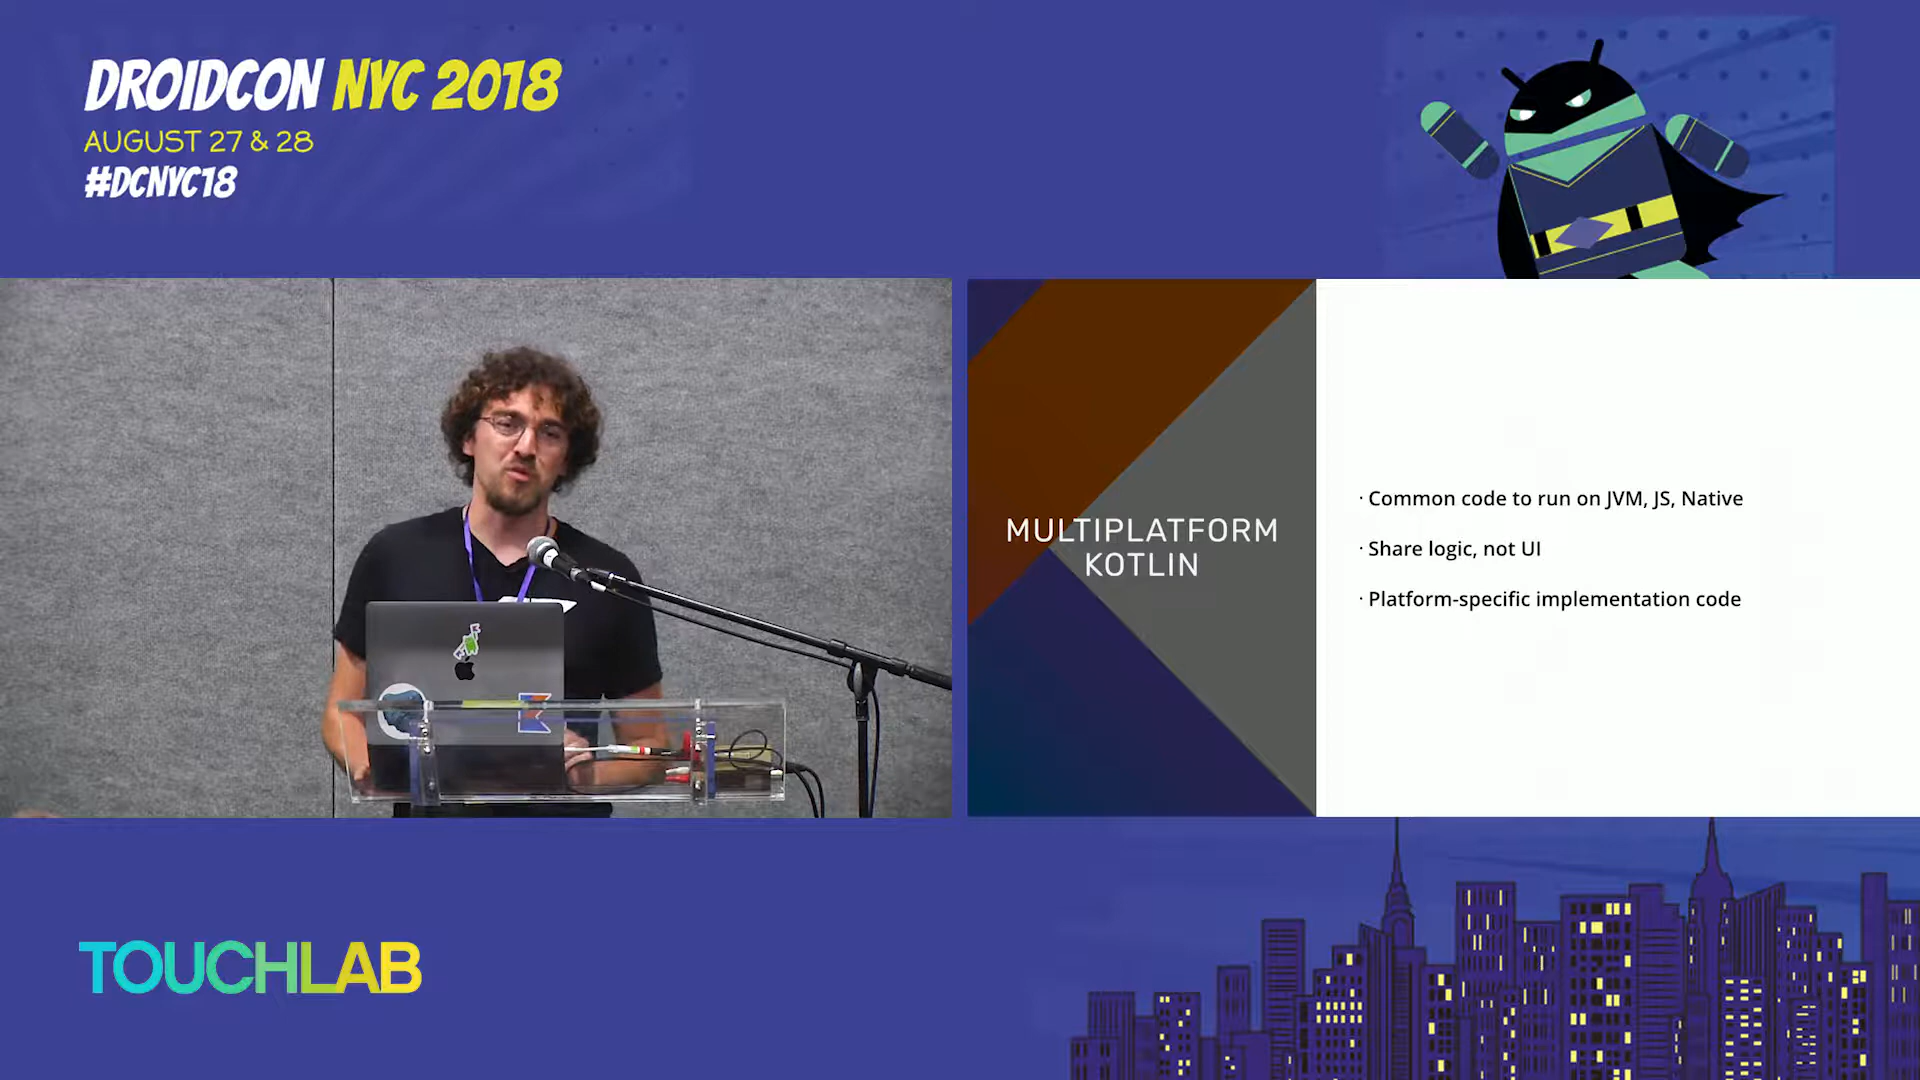 DROIDCON NYC 2018
AUGUST 27 & 28
#DCNYC18
MULTIPLATFORM
KOTLIN
· Common code to run on JVM, JS, Native
· Share logic, not UI
· Platform-specific implementation code
TOUCHLAB